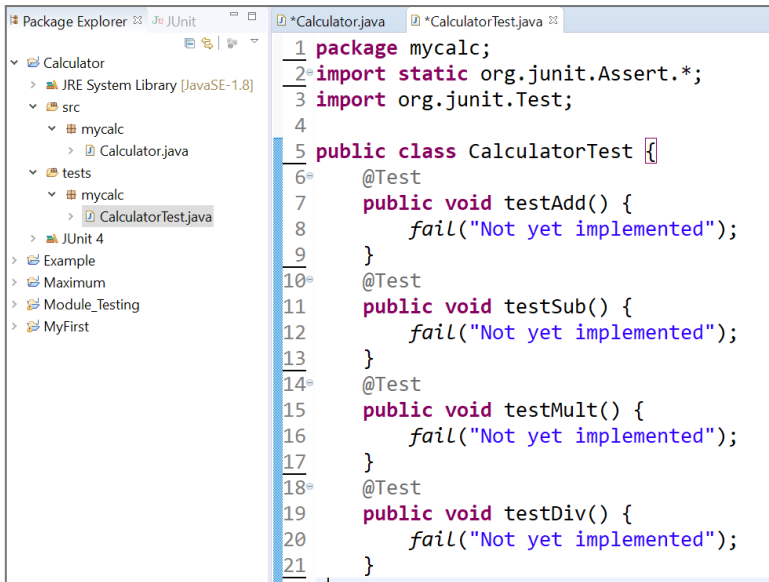 Package Explorer
JUnit
Calculator
JRE System Library [JavaSE-1.8]
src
mycalc
Calculator.java
tests
mycalc
CalculatorTest.java
JUnit 4
Example
Maximum
Module_Testing
MyFirst
*Calculator.java
*CalculatorTest.java
1 package mycalc;
2 import static org.junit.Assert.*;
3 import org.junit.Test;
4
5 public class CalculatorTest {
6 @Test
7 public void testAdd() {
8 fail("Not yet implemented");
9 }
10 @Test
11 public void testSub() {
12 fail("Not yet implemented");
13 }
14 @Test
15 public void testMult() {
16 fail("Not yet implemented");
17 }
18 @Test
19 public void testDiv() {
20 fail("Not yet implemented");
21 }